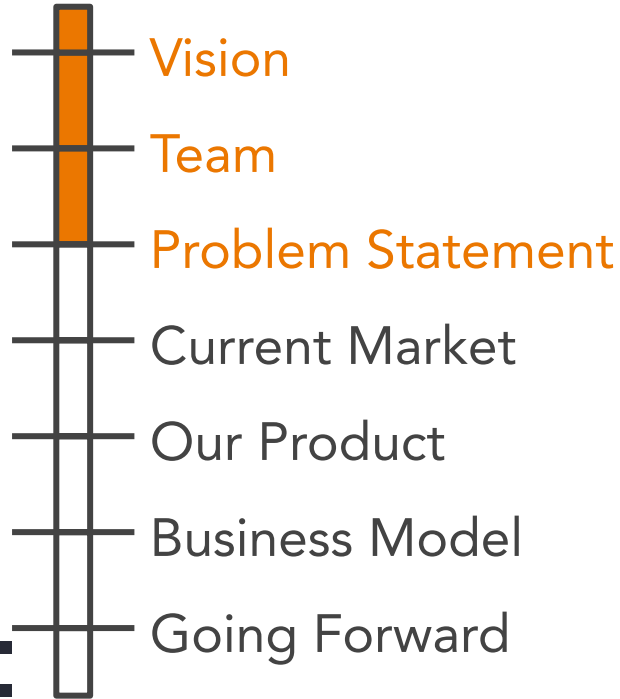 Vision
Team
Problem Statement
Current Market
Our Product
Business Model
Going Forward